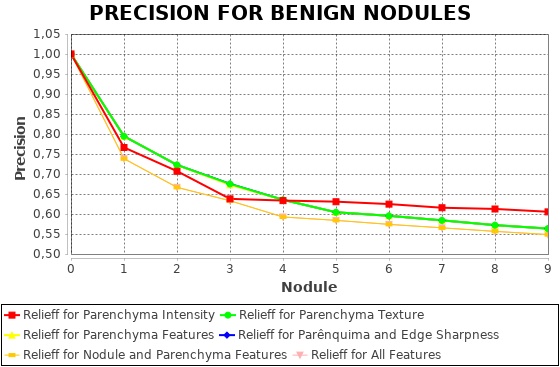 PRECISION FOR BENIGN NODULES
1,05
1,00
0,95
0,90
0,85
0,80
0,75
0,70
0,65
0,60
0,55
0,50
Precision
0 1 2 3 4 5 6 7 8 9
Nodule
Relieff for Parenchyma Intensity Relieff for Parenchyma Texture
Relieff for Parenchyma Features Relieff for Parênquima and Edge Sharpness
Relieff for Nodule and Parenchyma Features Relieff for All Features